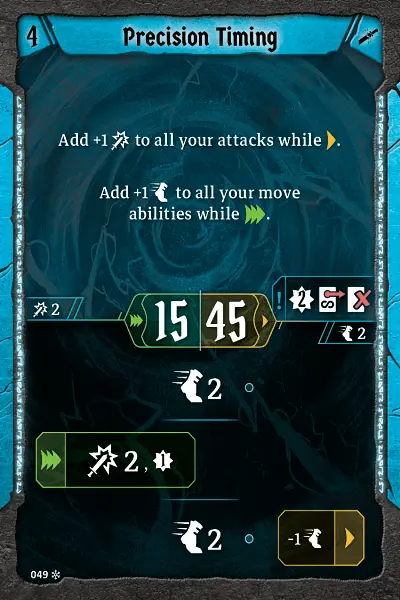 4 Precision Timing
Add +1 to all your attacks while .
Add +1 to all your move
abilities while .
2
2
15 45
2
2
2, 1
2
-1
049